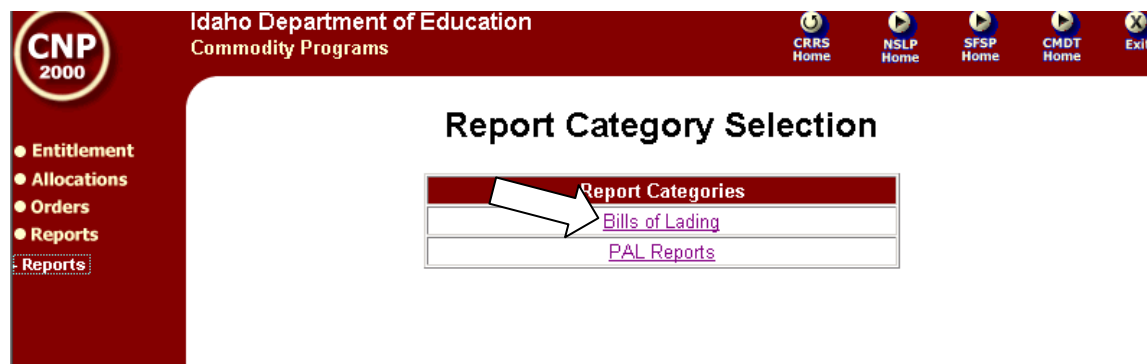 CNP
2000
Idaho Department of Education
Commodity Programs
CRRS
Home
NSLP
Home
SFSP
Home
CMDT
Home
Exit
Entitlement
Allocations
Orders
Reports
- Reports
Report Category Selection
Report Categories
Bills of Lading
PAL Reports